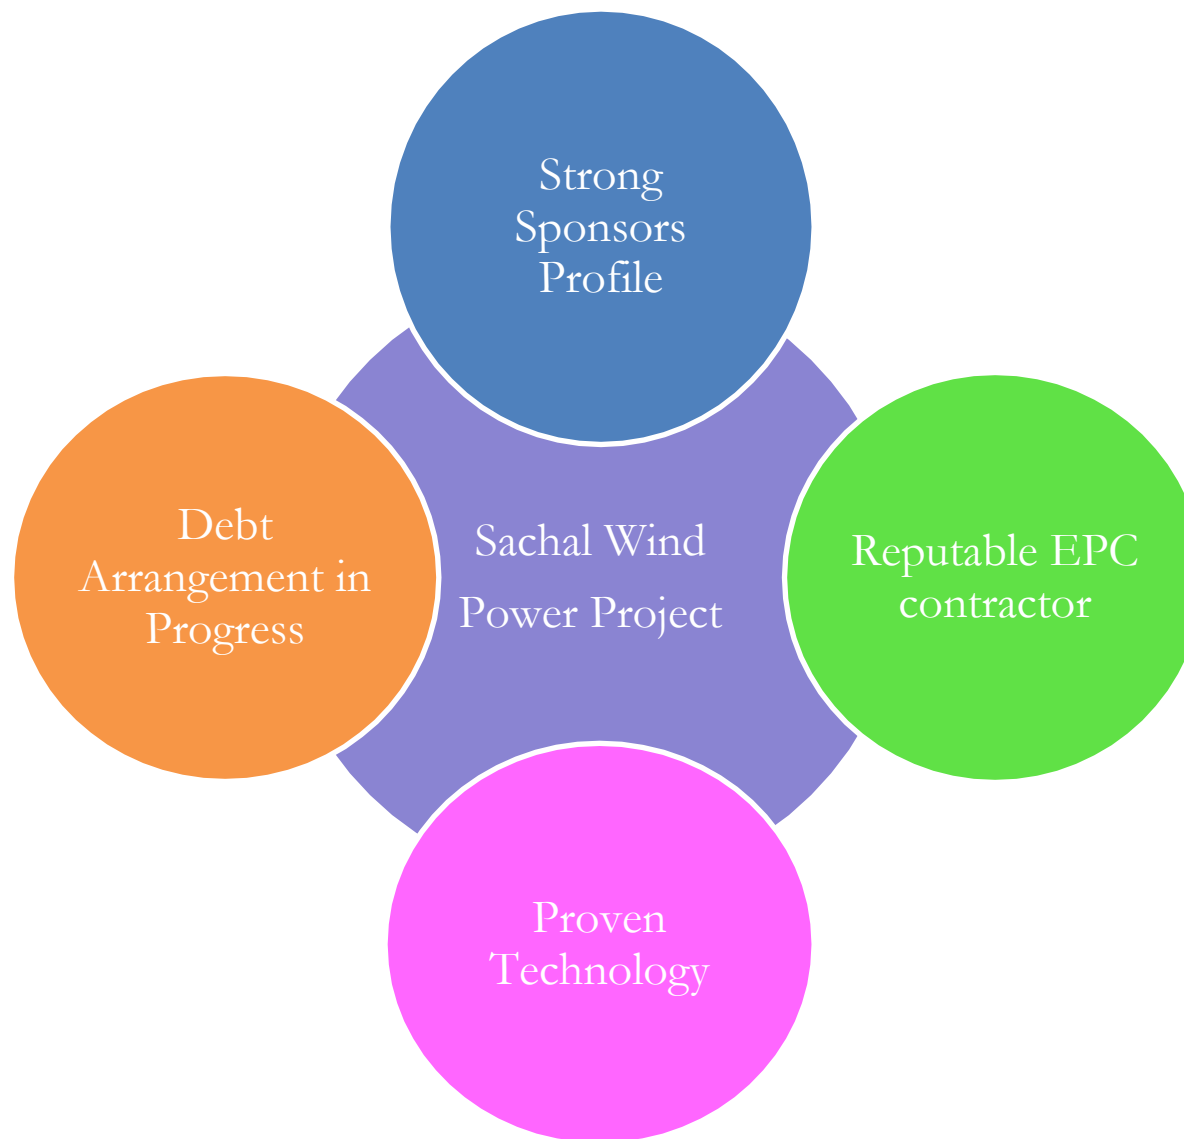 Strong
Sponsors
Profile
Debt
Arrangement in
Progress
Sachal Wind
Power Project
Reputable EPC
contractor
Proven
Technology